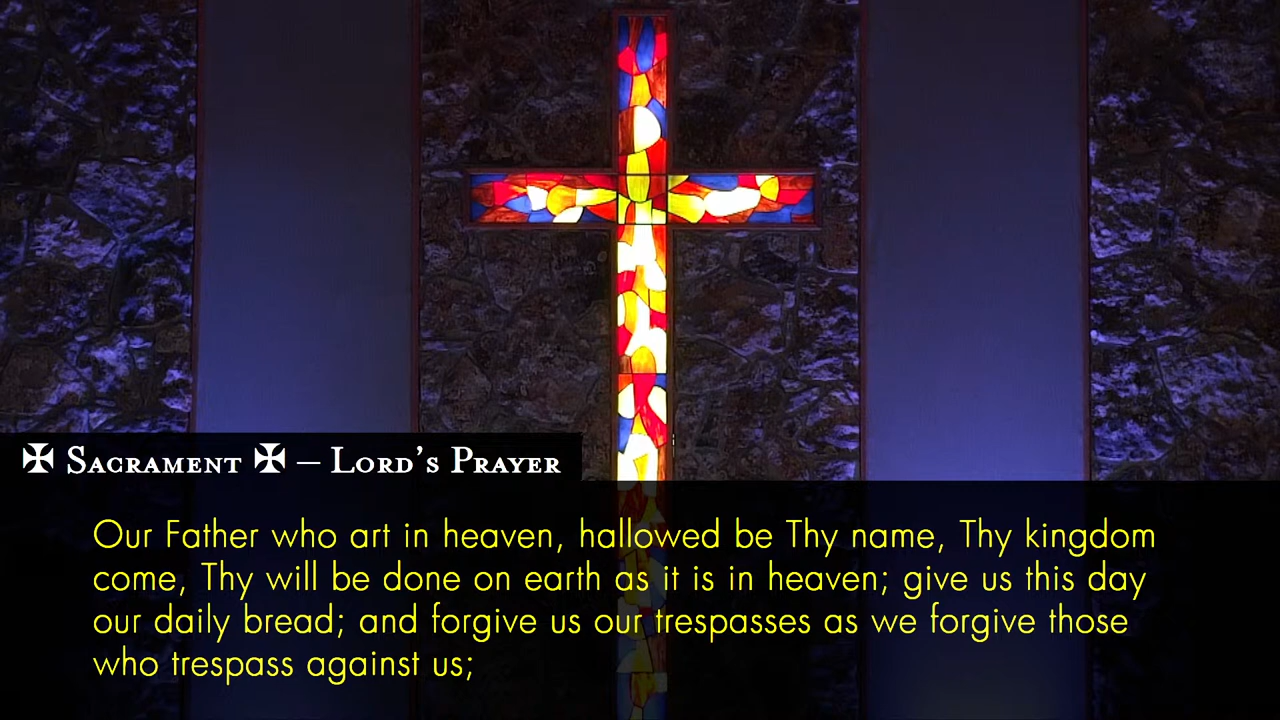 ✠ Sacrament ✠ – Lord's Prayer
Our Father who art in heaven, hallowed be Thy name, Thy kingdom
come, Thy will be done on earth as it is in heaven; give us this day
our daily bread; and forgive us our trespasses as we forgive those
who trespass against us;